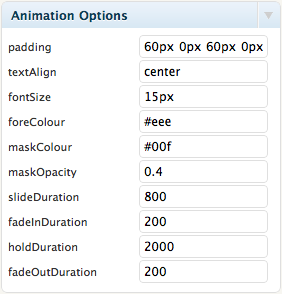 Animation Options
padding 60px 0px 60px 0px
textAlign center
fontSize 15px
foreColour #eee
maskColour #00f
maskOpacity 0.4
slideDuration 800
fadeInDuration 200
holdDuration 2000
fadeOutDuration 200